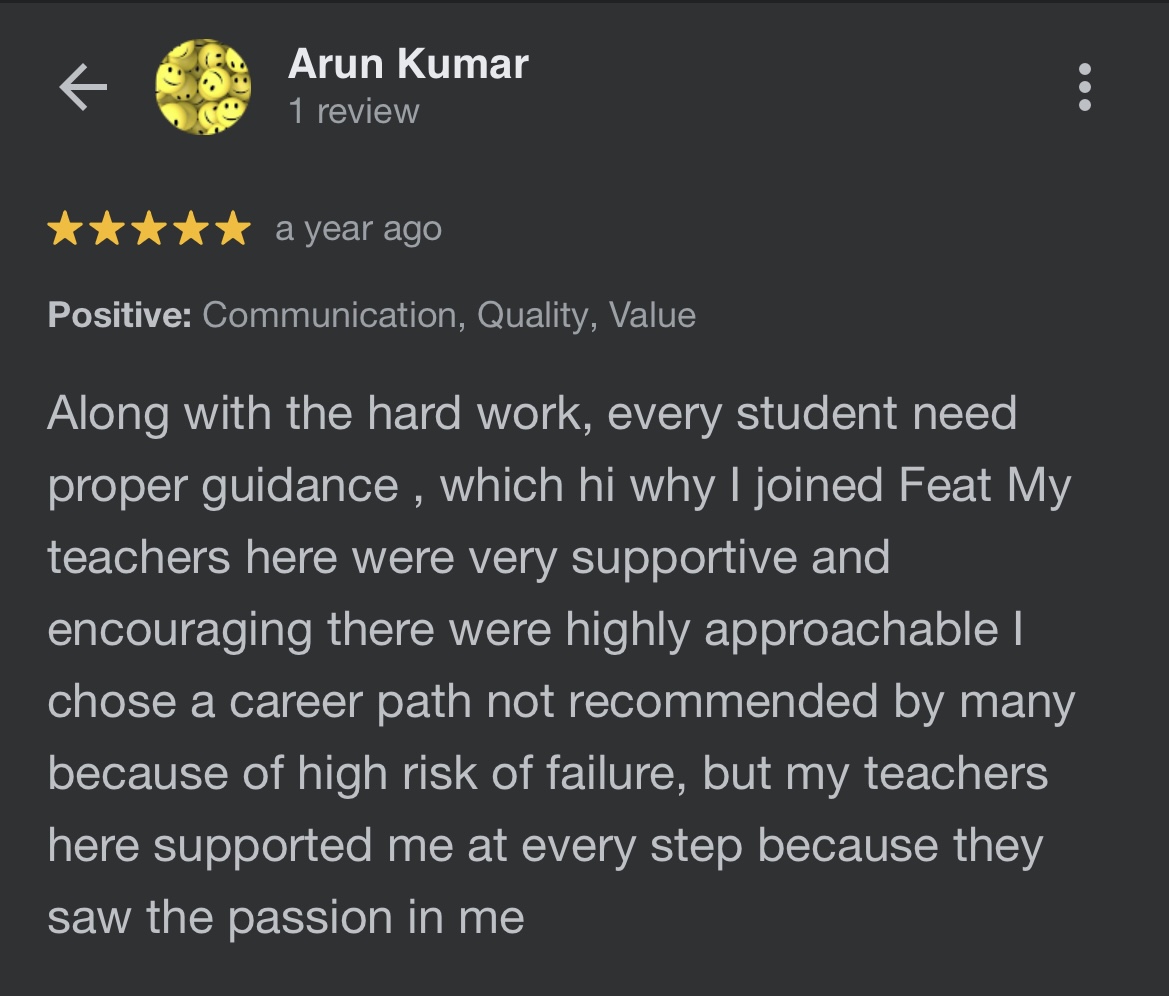 Arun Kumar
1 review
a year ago
Positive: Communication, Quality, Value
Along with the hard work, every student need
proper guidance , which hi why I joined Feat My
teachers here were very supportive and
encouraging there were highly approachable I
chose a career path not recommended by many
because of high risk of failure, but my teachers
here supported me at every step because they
saw the passion in me